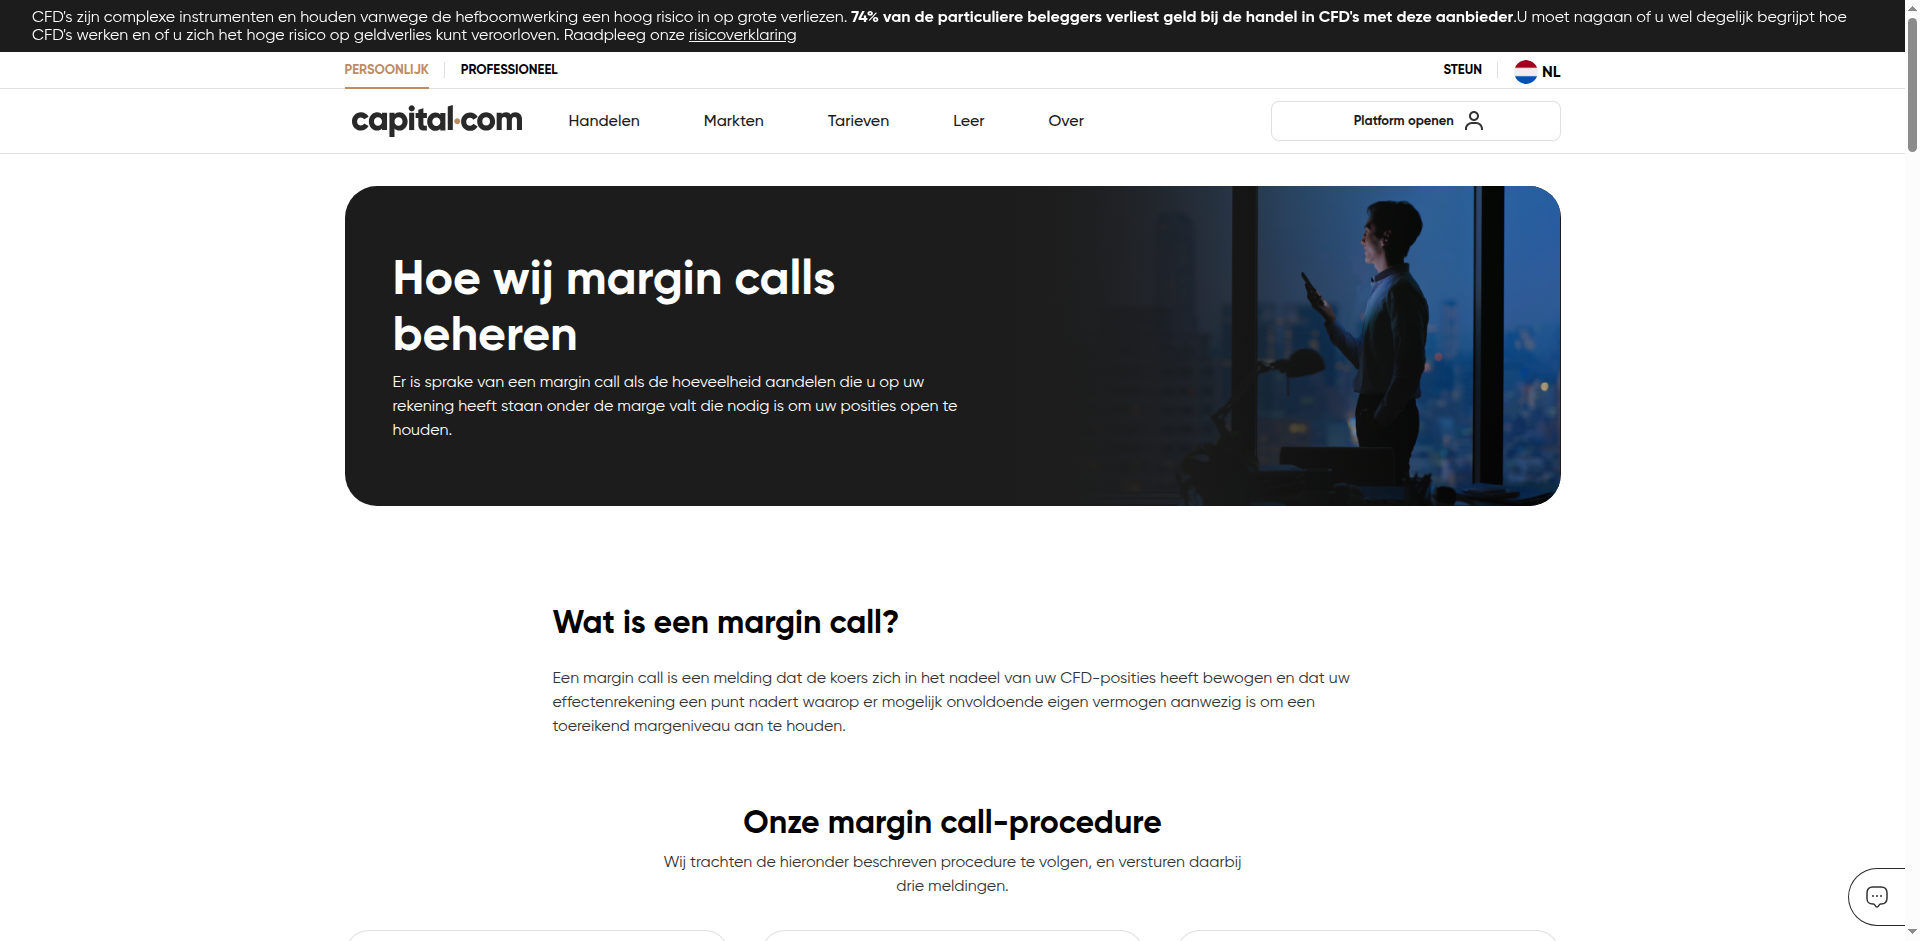 CFD's zijn complexe instrumenten en houden vanwege de hefboomwerking een hoog risico in op grote verliezen. 74% van de particuliere beleggers verliest geld bij de handel in CFD's met deze aanbieder.U moet nagaan of u wel degelijk begrijpt hoe
CFD's werken en of u zich het hoge risico op geldverlies kunt veroorloven. Raadpleeg onze risicoverklaring
PERSOONLIJK PROFESSIONEEL STEUN NL
capital.com Handelen Markten Tarieven Leer Over Platform openen
Hoe wij margin calls
beheren
Er is sprake van een margin call als de hoeveelheid aandelen die u op uw
rekening heeft staan onder de marge valt die nodig is om uw posities open te
houden.
Wat is een margin call?
Een margin call is een melding dat de koers zich in het nadeel van uw CFD-posities heeft bewogen en dat uw
effectenrekening een punt nadert waarop er mogelijk onvoldoende eigen vermogen aanwezig is om een
toereikend margeniveau aan te houden.
Onze margin call-procedure
Wij trachten de hieronder beschreven procedure te volgen, en versturen daarbij
drie meldingen.